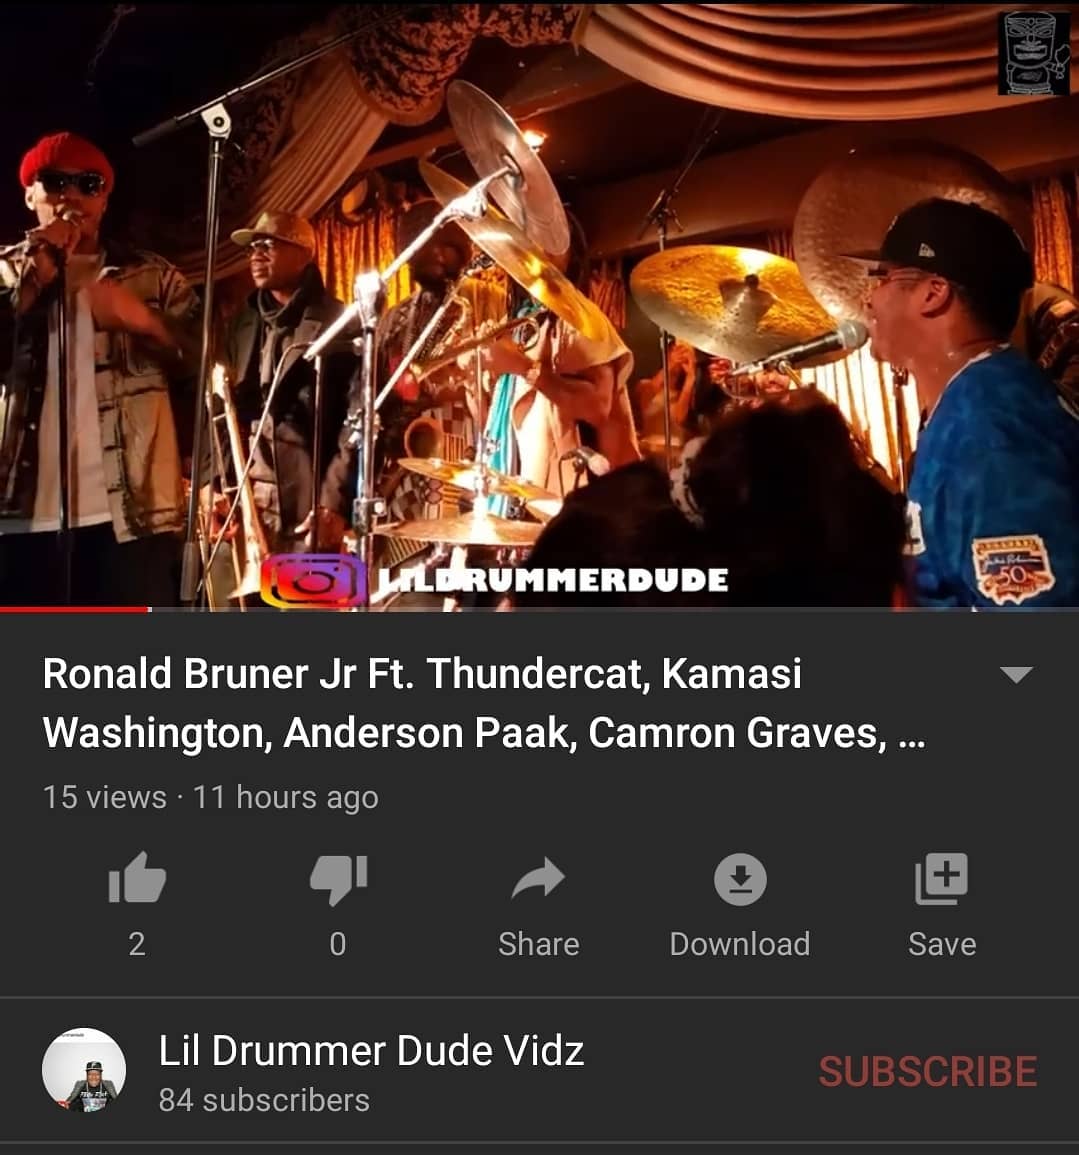 LILDRUMMERDUDE
50
Ronald Bruner Jr Ft. Thundercat, Kamasi
Washington, Anderson Paak, Camron Graves, ...
15 views · 11 hours ago
2
0
Share
Download
Save
Lil Drummer Dude Vidz
84 subscribers
SUBSCRIBE